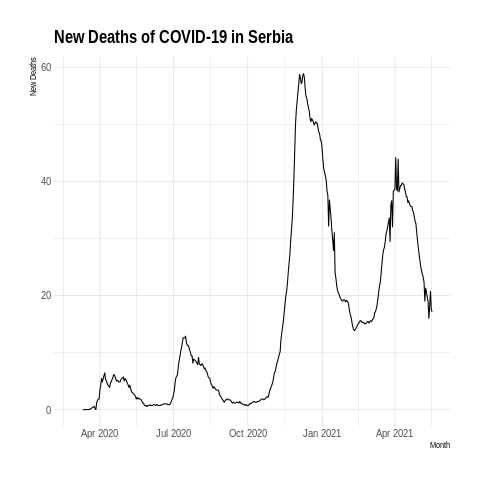 New Deaths of COVID-19 in Serbia
New Deaths
60
40
20
0
Apr 2020 Jul 2020 Oct 2020 Jan 2021 Apr 2021
Month